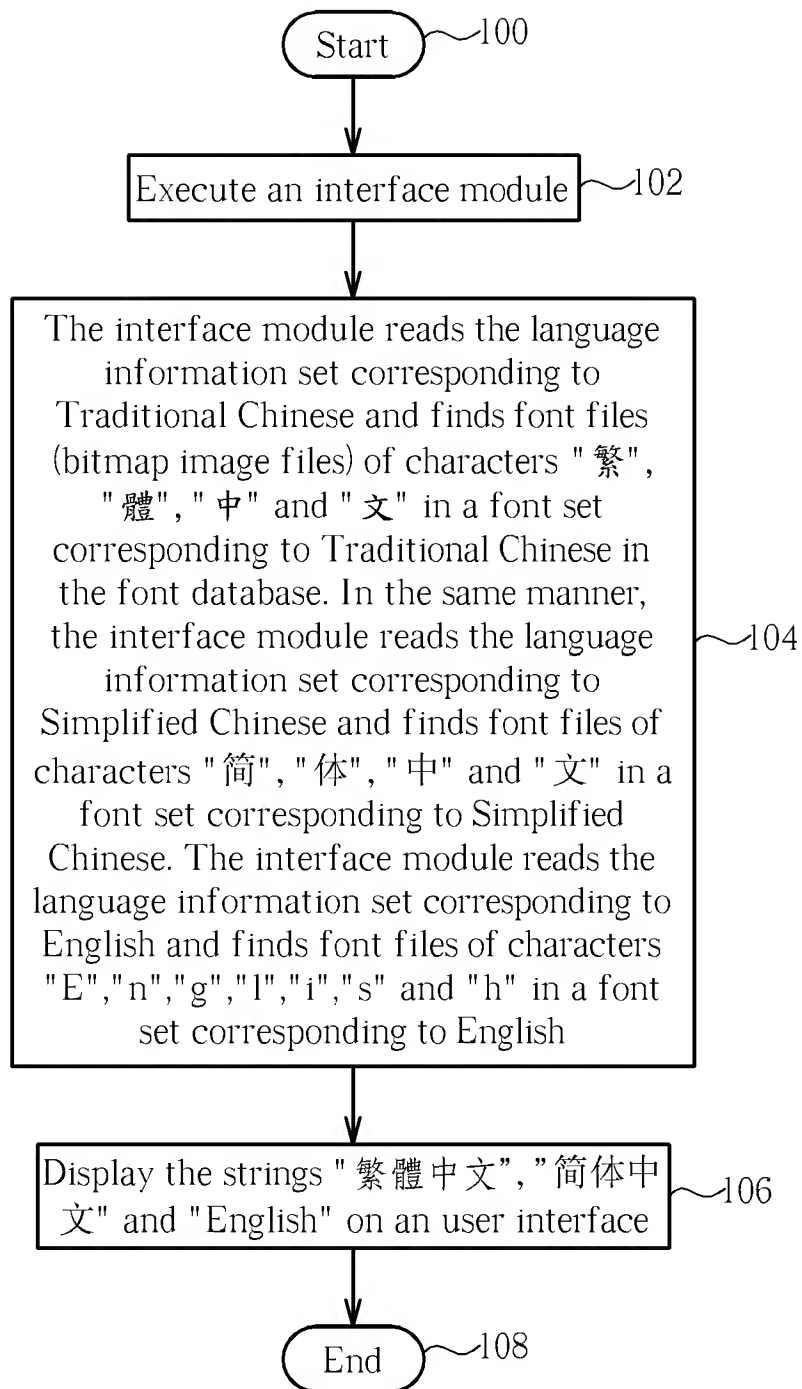 Start
100
Execute an interface module
102
The interface module reads the language
information set corresponding to
Traditional Chinese and finds font files
(bitmap image files) of characters "繁",
"體", "中" and "文" in a font set
corresponding to Traditional Chinese in
the font database. In the same manner,
the interface module reads the language
information set corresponding to
Simplified Chinese and finds font files of
characters "简", "体", "中" and "文" in a
font set corresponding to Simplified
Chinese. The interface module reads the
language information set corresponding to
English and finds font files of characters
"E","n","g","l","i","s" and "h" in a font
set corresponding to English
104
Display the strings "繁體中文”,”简体中
文" and "English" on an user interface
106
End
108